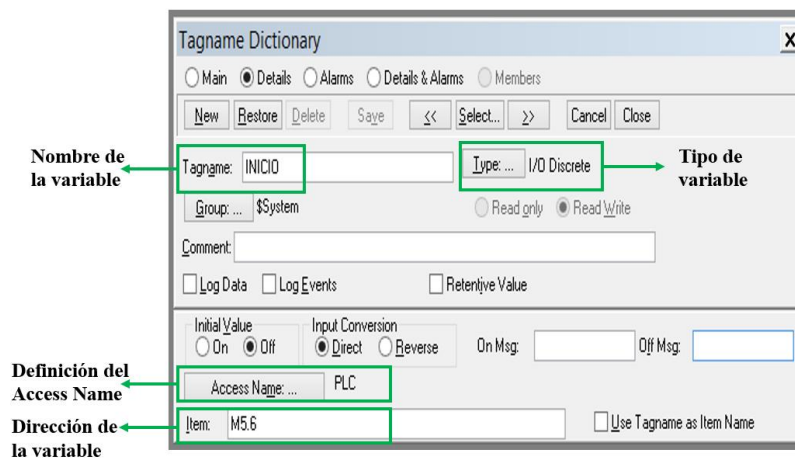 Tagname Dictionary
X
Main Details Alarms Details & Alarms Members
New Restore Delete Save << Select... >> Cancel Close
Nombre de
la variable
Tagname: INICIO
Type: ... I/O Discrete
Tipo de
variable
Group: ... $System
Read only Read Write
Comment:
Log Data Log Events Retentive Value
Initial Value
On Off
Input Conversion
Direct Reverse
On Msg: Off Msg:
Definición del
Access Name
Access Name: ... PLC
Dirección de
la variable
Item: M5.6
Use Tagname as Item Name